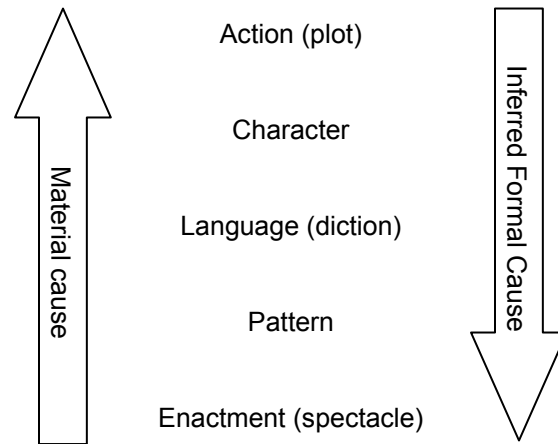 Action (plot)
Character
Language (diction)
Pattern
Enactment (spectacle)
Material cause
Inferred Formal Cause